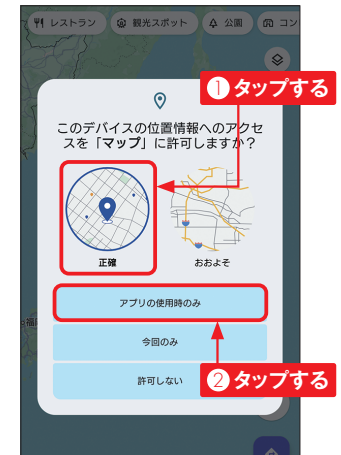 レストラン
観光スポット
公園
コン
❶タップする
このデバイスの位置情報へのアクセ
スを「マップ」に許可しますか？
正確
おおよそ
アプリの使用時のみ
今回のみ
許可しない
❷タップする